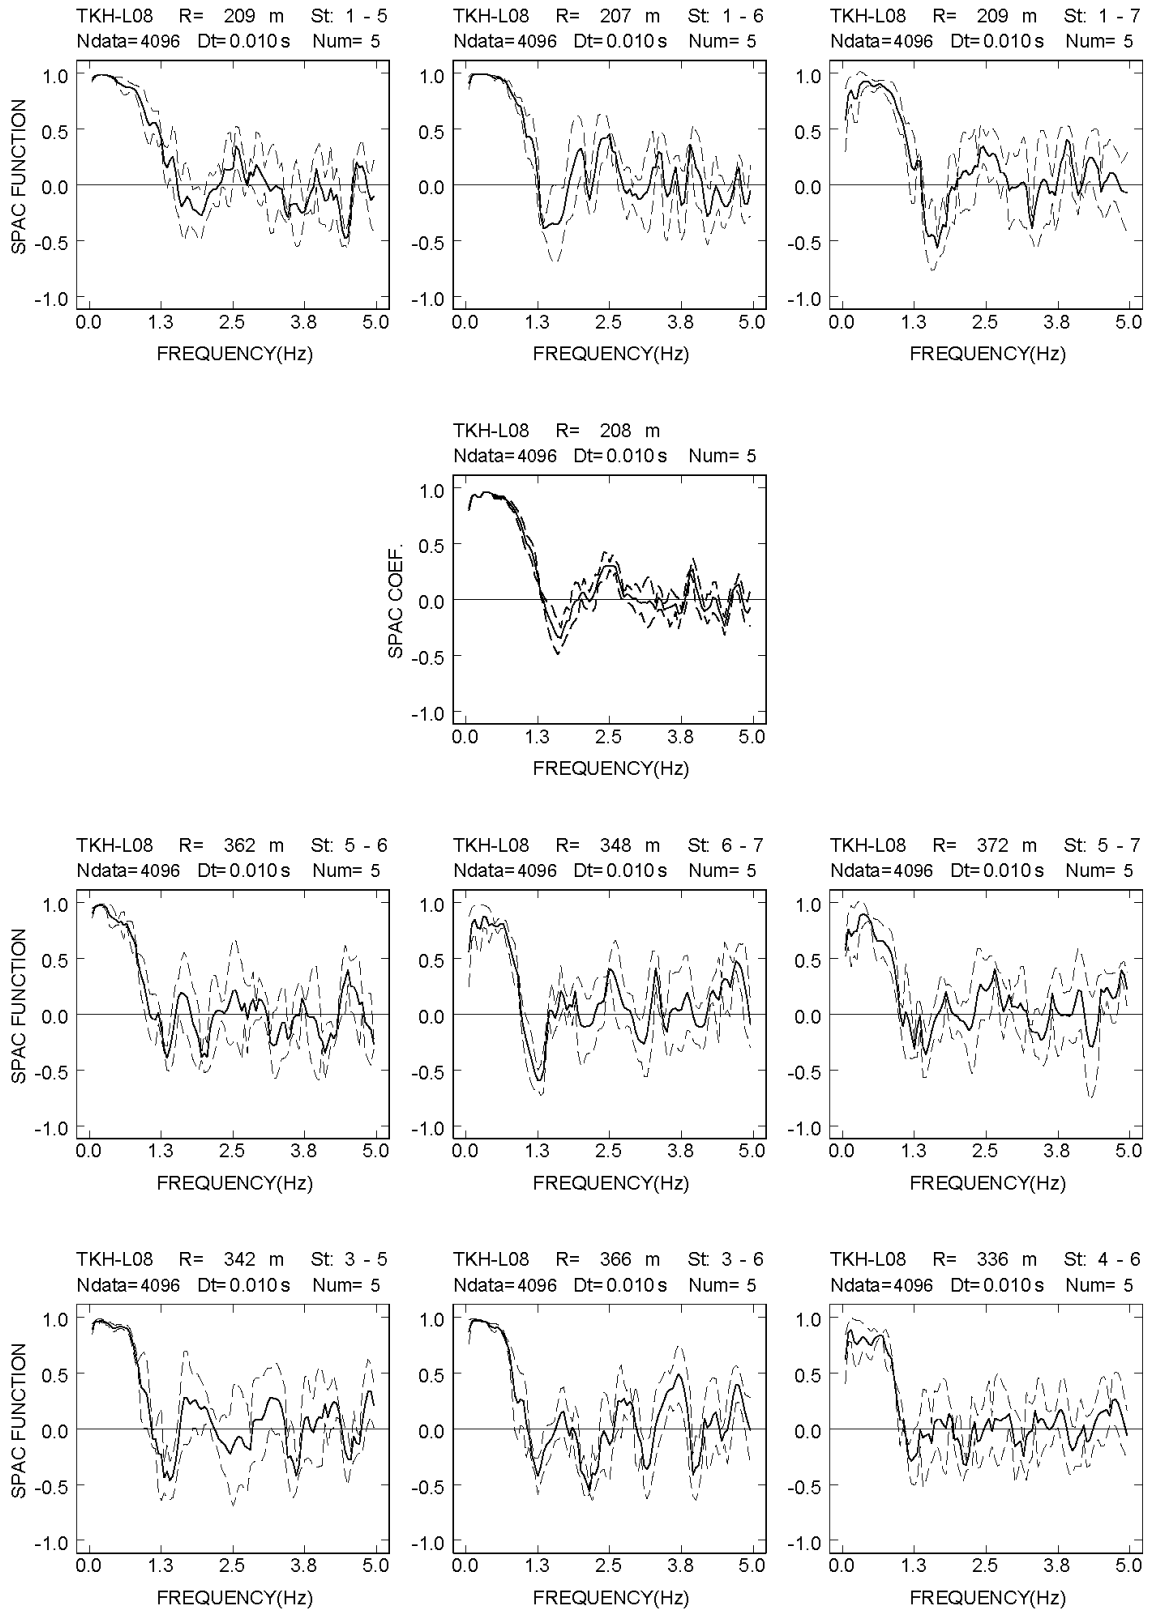 TKH-L08 R= 209 m St: 1 - 5
Ndata=4096 Dt=0.010 s Num= 5
SPAC FUNCTION
1.0
0.5
0.0
-0.5
-1.0
0.0 1.3 2.5 3.8 5.0
FREQUENCY(Hz)
TKH-L08 R= 207 m St: 1 - 6
Ndata=4096 Dt=0.010 s Num= 5
1.0
0.5
0.0
-0.5
-1.0
0.0 1.3 2.5 3.8 5.0
FREQUENCY(Hz)
TKH-L08 R= 209 m St: 1 - 7
Ndata=4096 Dt=0.010 s Num= 5
1.0
0.5
0.0
-0.5
-1.0
0.0 1.3 2.5 3.8 5.0
FREQUENCY(Hz)
TKH-L08 R= 208 m
Ndata=4096 Dt=0.010 s Num= 5
SPAC COEF.
1.0
0.5
0.0
-0.5
-1.0
0.0 1.3 2.5 3.8 5.0
FREQUENCY(Hz)
TKH-L08 R= 362 m St: 5 - 6
Ndata=4096 Dt=0.010 s Num= 5
SPAC FUNCTION
1.0
0.5
0.0
-0.5
-1.0
0.0 1.3 2.5 3.8 5.0
FREQUENCY(Hz)
TKH-L08 R= 348 m St: 6 - 7
Ndata=4096 Dt=0.010 s Num= 5
1.0
0.5
0.0
-0.5
-1.0
0.0 1.3 2.5 3.8 5.0
FREQUENCY(Hz)
TKH-L08 R= 372 m St: 5 - 7
Ndata=4096 Dt=0.010 s Num= 5
1.0
0.5
0.0
-0.5
-1.0
0.0 1.3 2.5 3.8 5.0
FREQUENCY(Hz)
TKH-L08 R= 342 m St: 3 - 5
Ndata=4096 Dt=0.010 s Num= 5
SPAC FUNCTION
1.0
0.5
0.0
-0.5
-1.0
0.0 1.3 2.5 3.8 5.0
FREQUENCY(Hz)
TKH-L08 R= 366 m St: 3 - 6
Ndata=4096 Dt=0.010 s Num= 5
1.0
0.5
0.0
-0.5
-1.0
0.0 1.3 2.5 3.8 5.0
FREQUENCY(Hz)
TKH-L08 R= 336 m St: 4 - 6
Ndata=4096 Dt=0.010 s Num= 5
1.0
0.5
0.0
-0.5
-1.0
0.0 1.3 2.5 3.8 5.0
FREQUENCY(Hz)